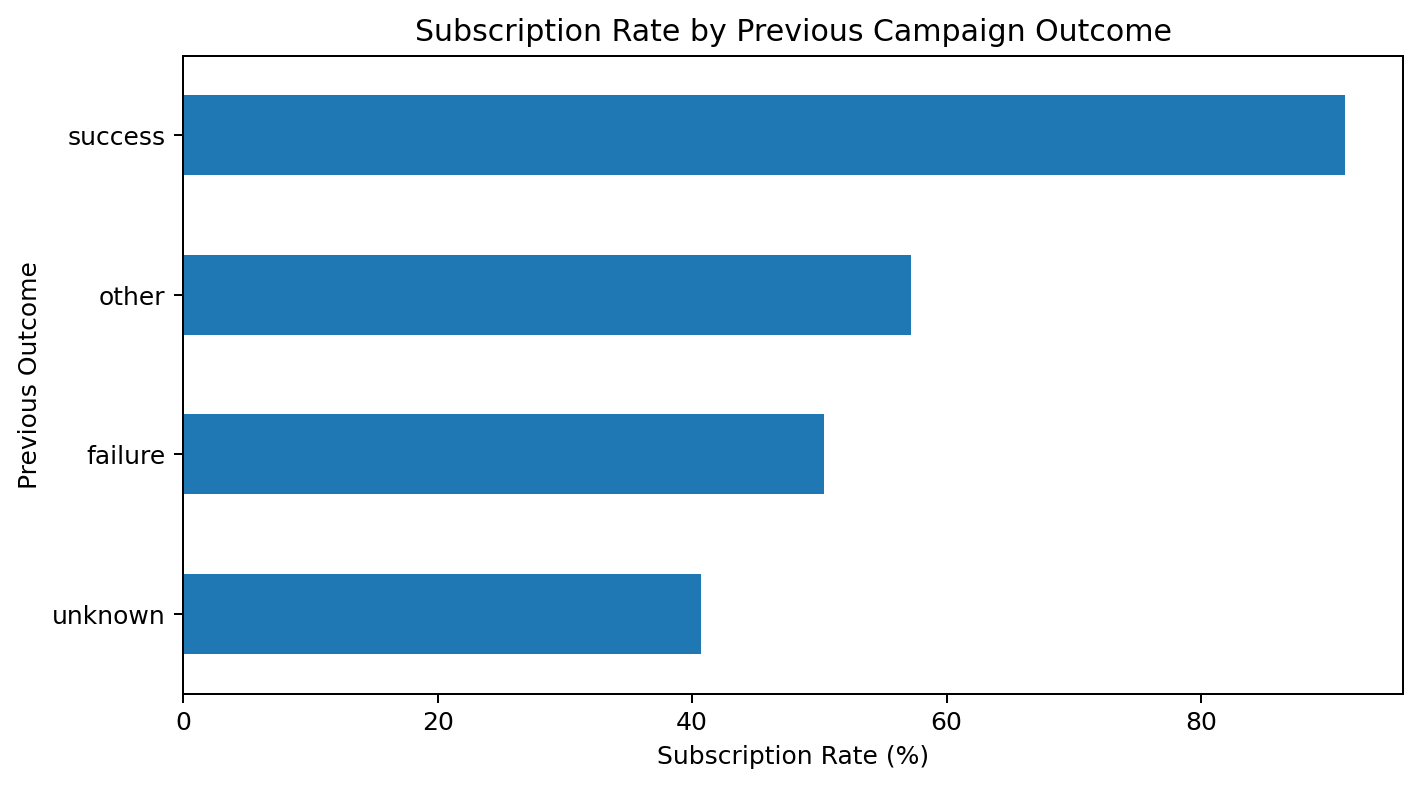 Subscription Rate by Previous Campaign Outcome
Previous Outcome
success
other
failure
unknown
0 20 40 60 80
Subscription Rate (%)